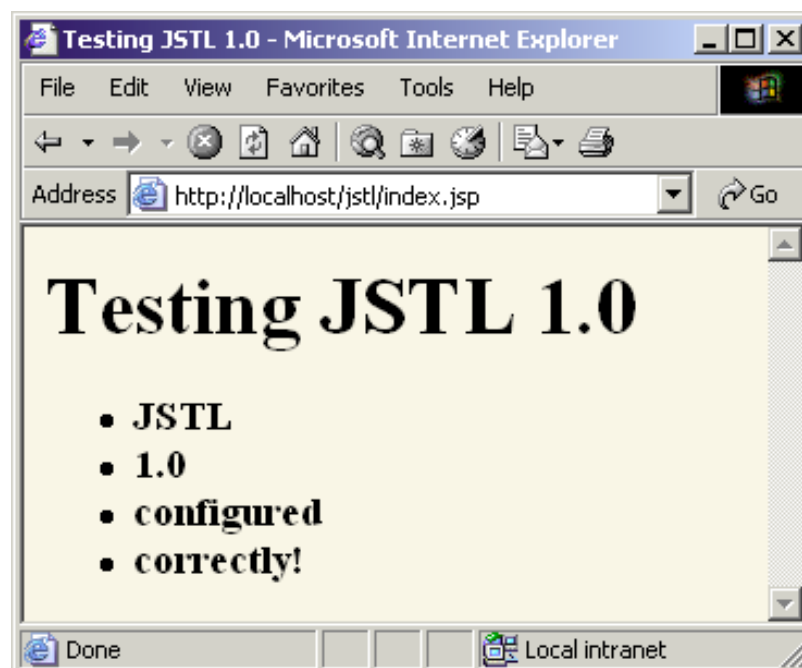 Testing JSTL 1.0 - Microsoft Internet Explorer
File Edit View Favorites Tools Help
Address http://localhost/jstl/index.jsp Go
Testing JSTL 1.0
• JSTL
• 1.0
• configured
• correctly!
Done Local intranet